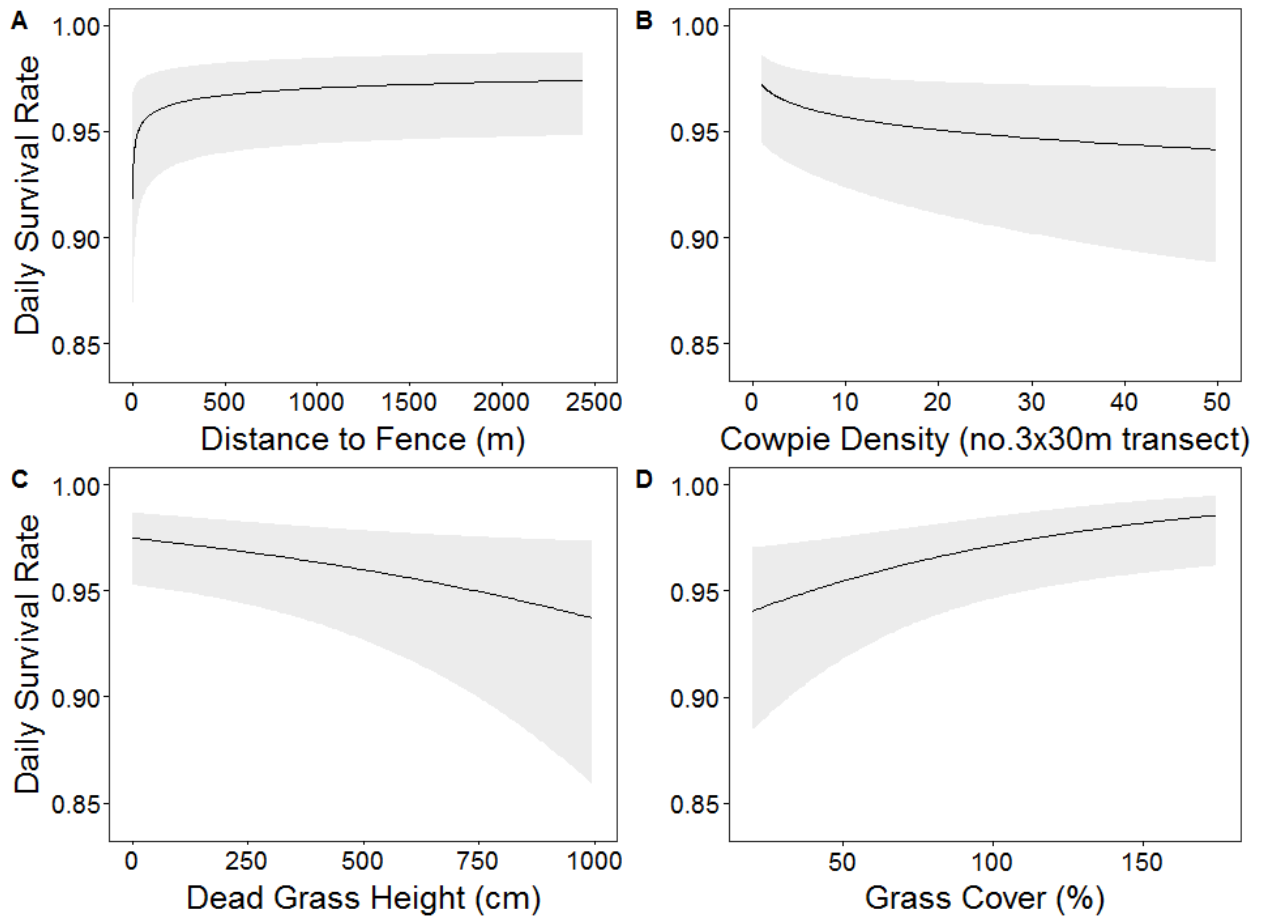 A
B
Daily Survival Rate
1.00
0.95
0.90
0.85
0 500 1000 1500 2000 2500
Distance to Fence (m)
1.00
0.95
0.90
0.85
0 10 20 30 40 50
Cowpie Density (no.3x30m transect)
C
D
Daily Survival Rate
1.00
0.95
0.90
0.85
0 250 500 750 1000
Dead Grass Height (cm)
1.00
0.95
0.90
0.85
50 100 150
Grass Cover (%)